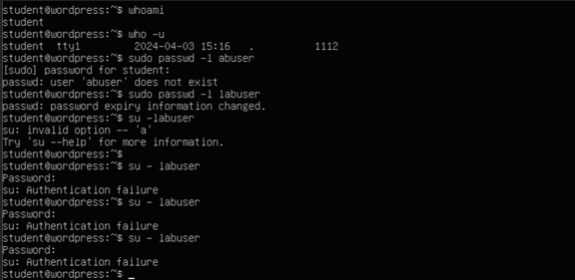 student@wordpress:~$ whoami
student
student@wordpress:~$ who -u
student  tty1         2024-04-03 15:16   .          1112
student@wordpress:~$ sudo passwd -l abuser
[sudo] password for student:
passwd: user 'abuser' does not exist
student@wordpress:~$ sudo passwd -l labuser
passwd: password expiry information changed.
student@wordpress:~$ su -labuser
su: invalid option -- 'a'
Try 'su --help' for more information.
student@wordpress:~$
student@wordpress:~$ su - labuser
Password:
su: Authentication failure
student@wordpress:~$ su - labuser
Password:
su: Authentication failure
student@wordpress:~$ su - labuser
Password:
su: Authentication failure
student@wordpress:~$ _